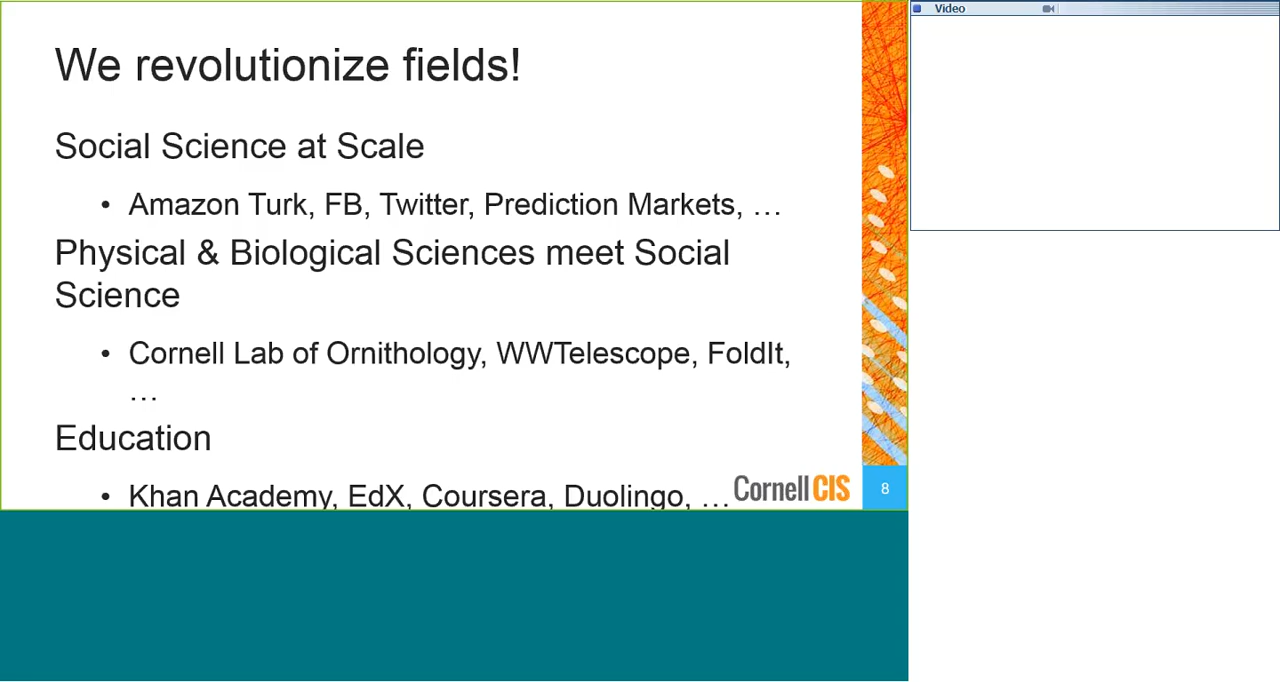 We revolutionize fields!
Social Science at Scale
• Amazon Turk, FB, Twitter, Prediction Markets, …
Physical & Biological Sciences meet Social
Science
• Cornell Lab of Ornithology, WWTelescope, FoldIt,
…
Education
• Khan Academy, EdX, Coursera, Duolingo, …
Cornell CIS
8
Video